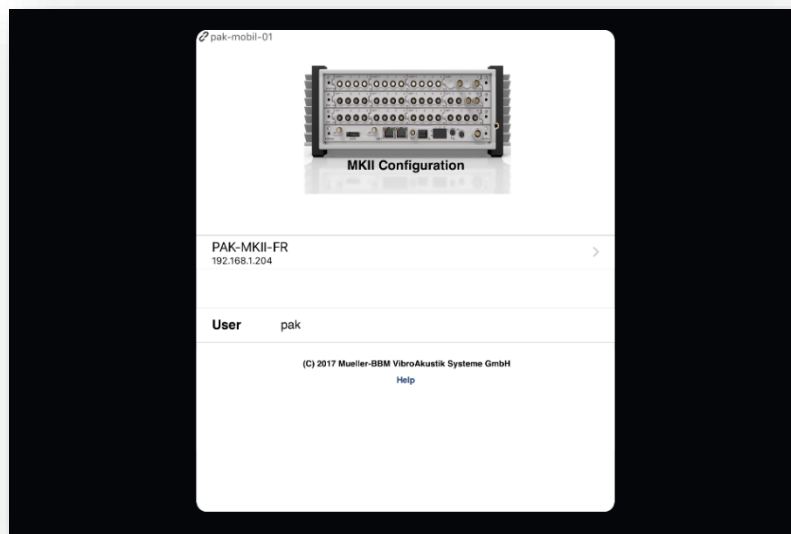 pak-mobil-01
MKII Configuration
PAK-MKII-FR
192.168.1.204
User pak
(C) 2017 Mueller-BBM VibroAkustik Systeme GmbH
Help